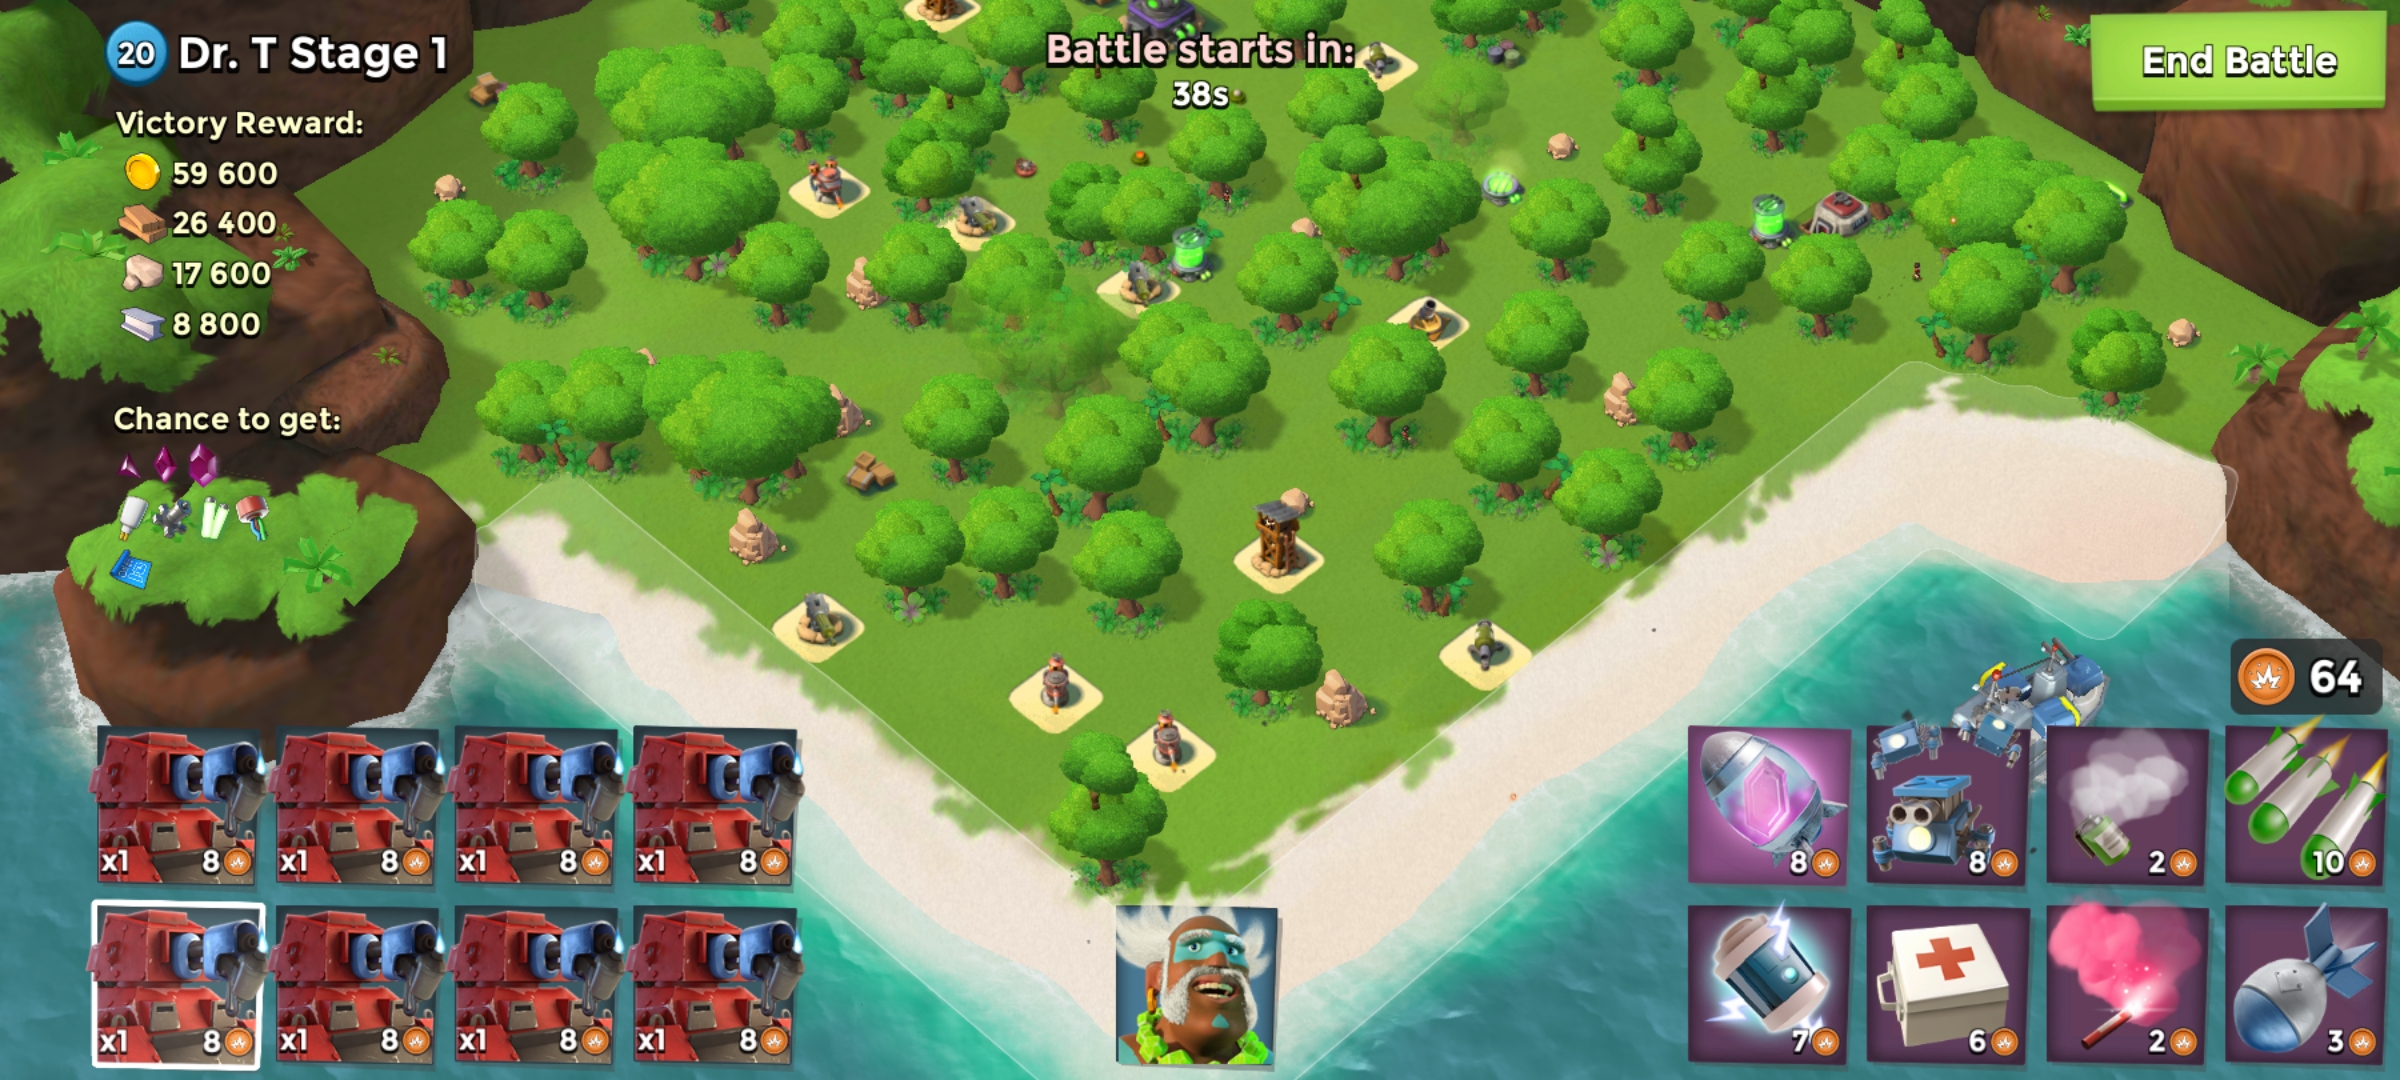 20 Dr. T Stage 1
Victory Reward:
59 600
26 400
17 600
8 800
Chance to get:
Battle starts in:
38s
End Battle
64
x1 8
x1 8
x1 8
x1 8
x1 8
x1 8
x1 8
x1 8
8
8
2
10
7
6
2
3